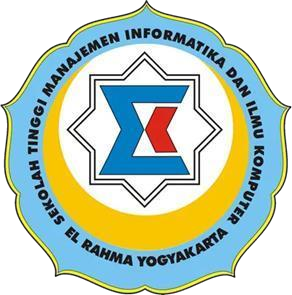 SEKOLAH TINGGI MANAJEMEN INFORMATIKA DAN ILMU KOMPUTER
EL RAHMA YOGYAKARTA